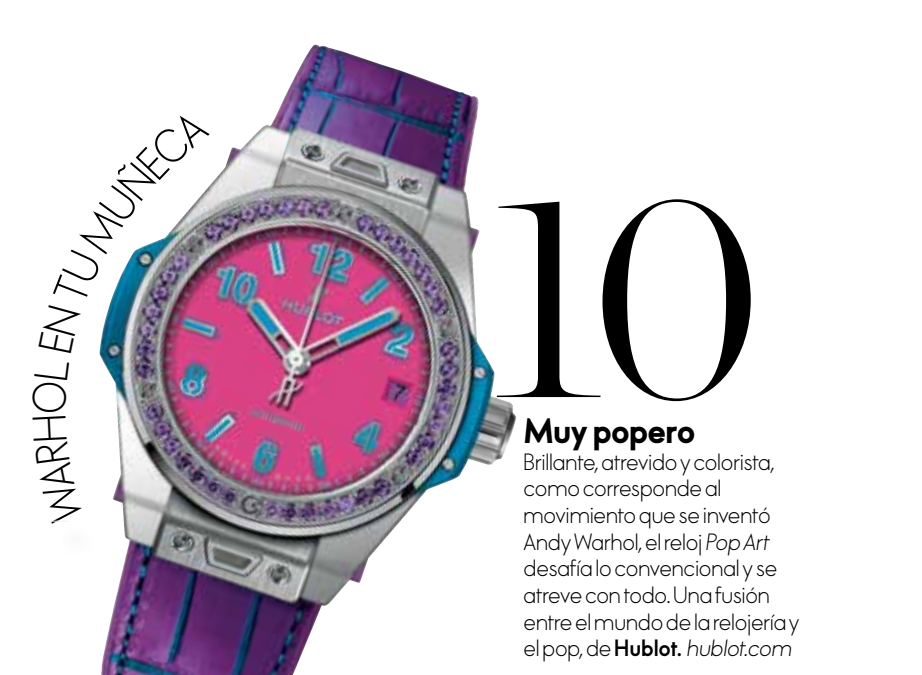 WARHOL EN TU MUÑECA
12
10
HUBLOT
2
8
7
4
6
10
Muy popero
Brillante, atrevido y colorista,
como corresponde al
movimiento que se inventó
Andy Warhol, el reloj Pop Art
desafía lo convencional y se
atreve con todo. Una fusión
entre el mundo de la relojería y
el pop, de Hublot. hublot.com